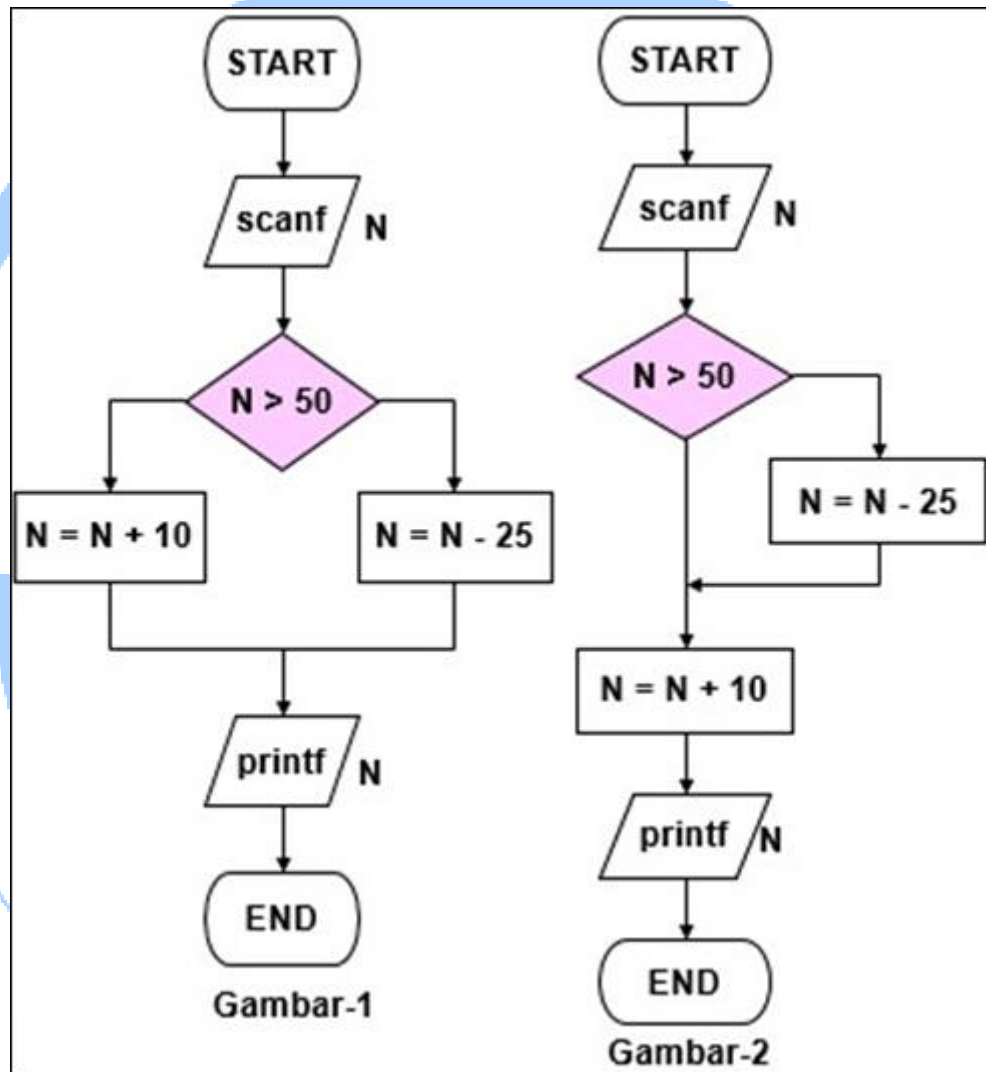 START
scanf
N
N > 50
N = N + 10
N = N - 25
printf
N
END
Gambar-1
START
scanf
N
N > 50
N = N - 25
N = N + 10
printf
N
END
Gambar-2